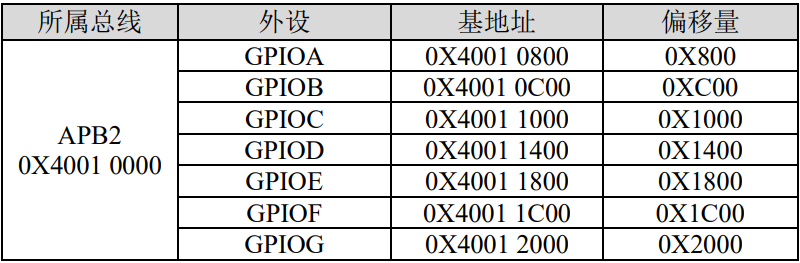 所属总线 外设 基地址 偏移量
GPIOA 0X4001 0800 0X800
GPIOB 0X4001 0C00 0XC00
GPIOC 0X4001 1000 0X1000
APB2
0X4001 0000
GPIOD 0X4001 1400 0X1400
GPIOE 0X4001 1800 0X1800
GPIOF 0X4001 1C00 0X1C00
GPIOG 0X4001 2000 0X2000